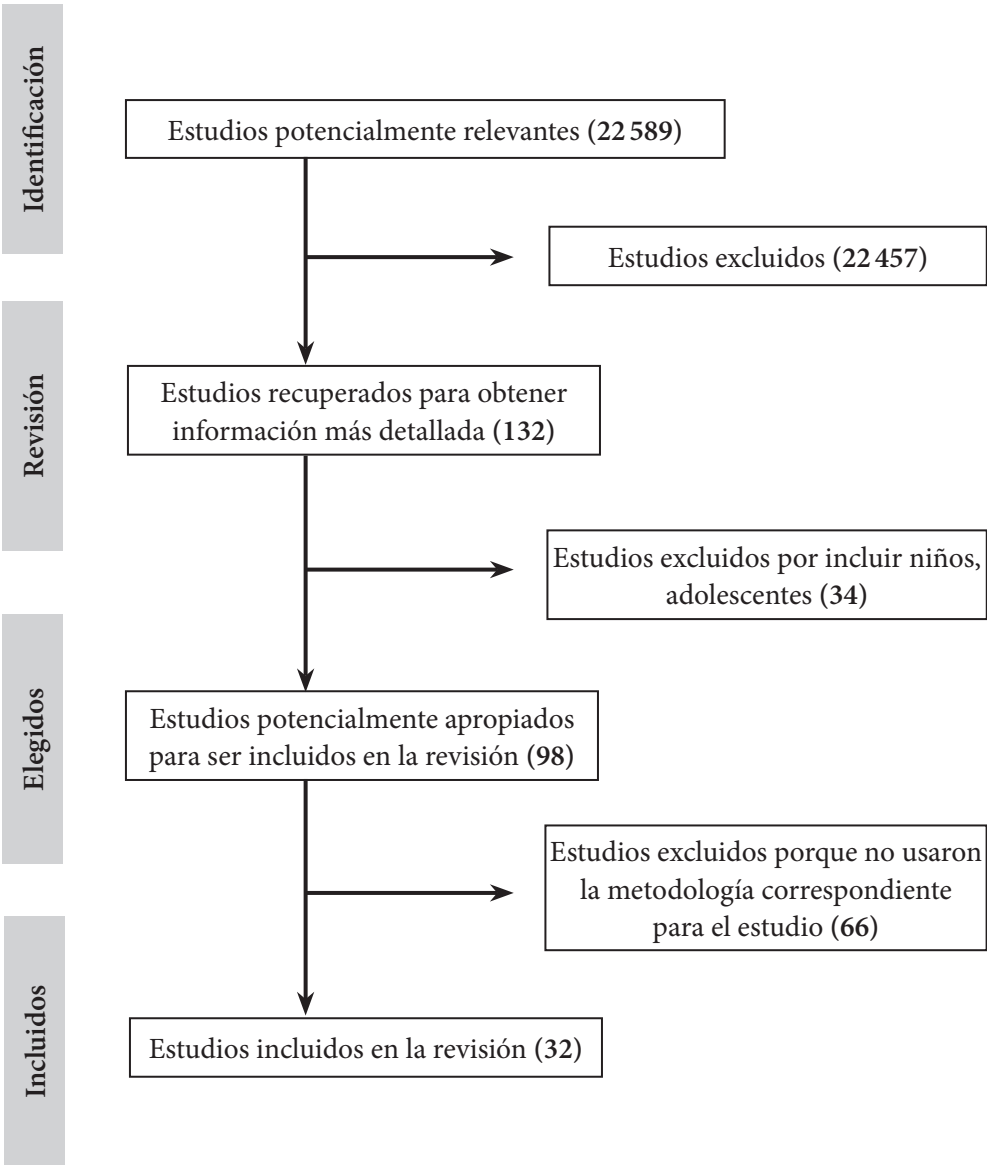 Identificación
Estudios potencialmente relevantes (22 589)
Estudios excluidos (22 457)
Revisión
Estudios recuperados para obtener
información más detallada (132)
Estudios excluidos por incluir niños,
adolescentes (34)
Elegidos
Estudios potencialmente apropiados
para ser incluidos en la revisión (98)
Estudios excluidos porque no usaron
la metodología correspondiente
para el estudio (66)
Incluidos
Estudios incluidos en la revisión (32)